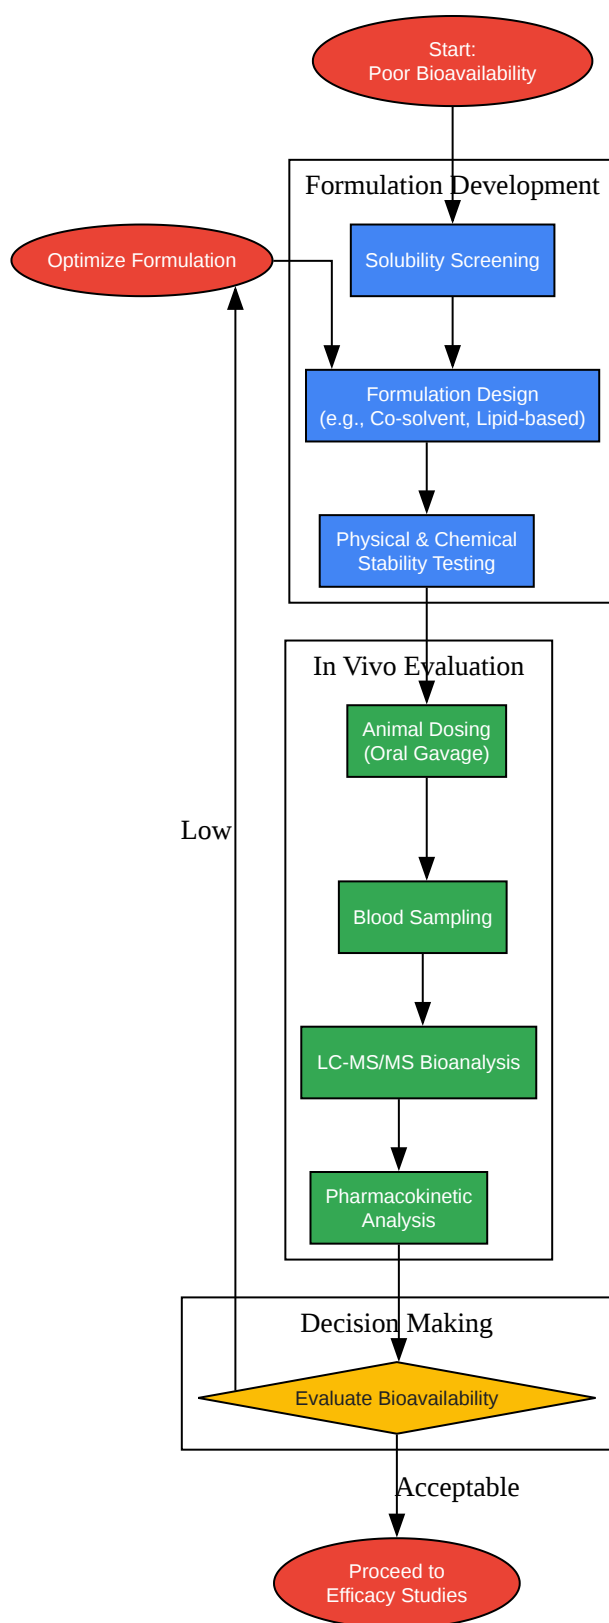 Start:
Poor Bioavailability
Formulation Development
Optimize Formulation
Solubility Screening
Formulation Design
(e.g., Co-solvent, Lipid-based)
Physical & Chemical
Stability Testing
In Vivo Evaluation
Animal Dosing
(Oral Gavage)
Low
Blood Sampling
LC-MS/MS Bioanalysis
Pharmacokinetic
Analysis
Decision Making
Evaluate Bioavailability
Acceptable
Proceed to
Efficacy Studies